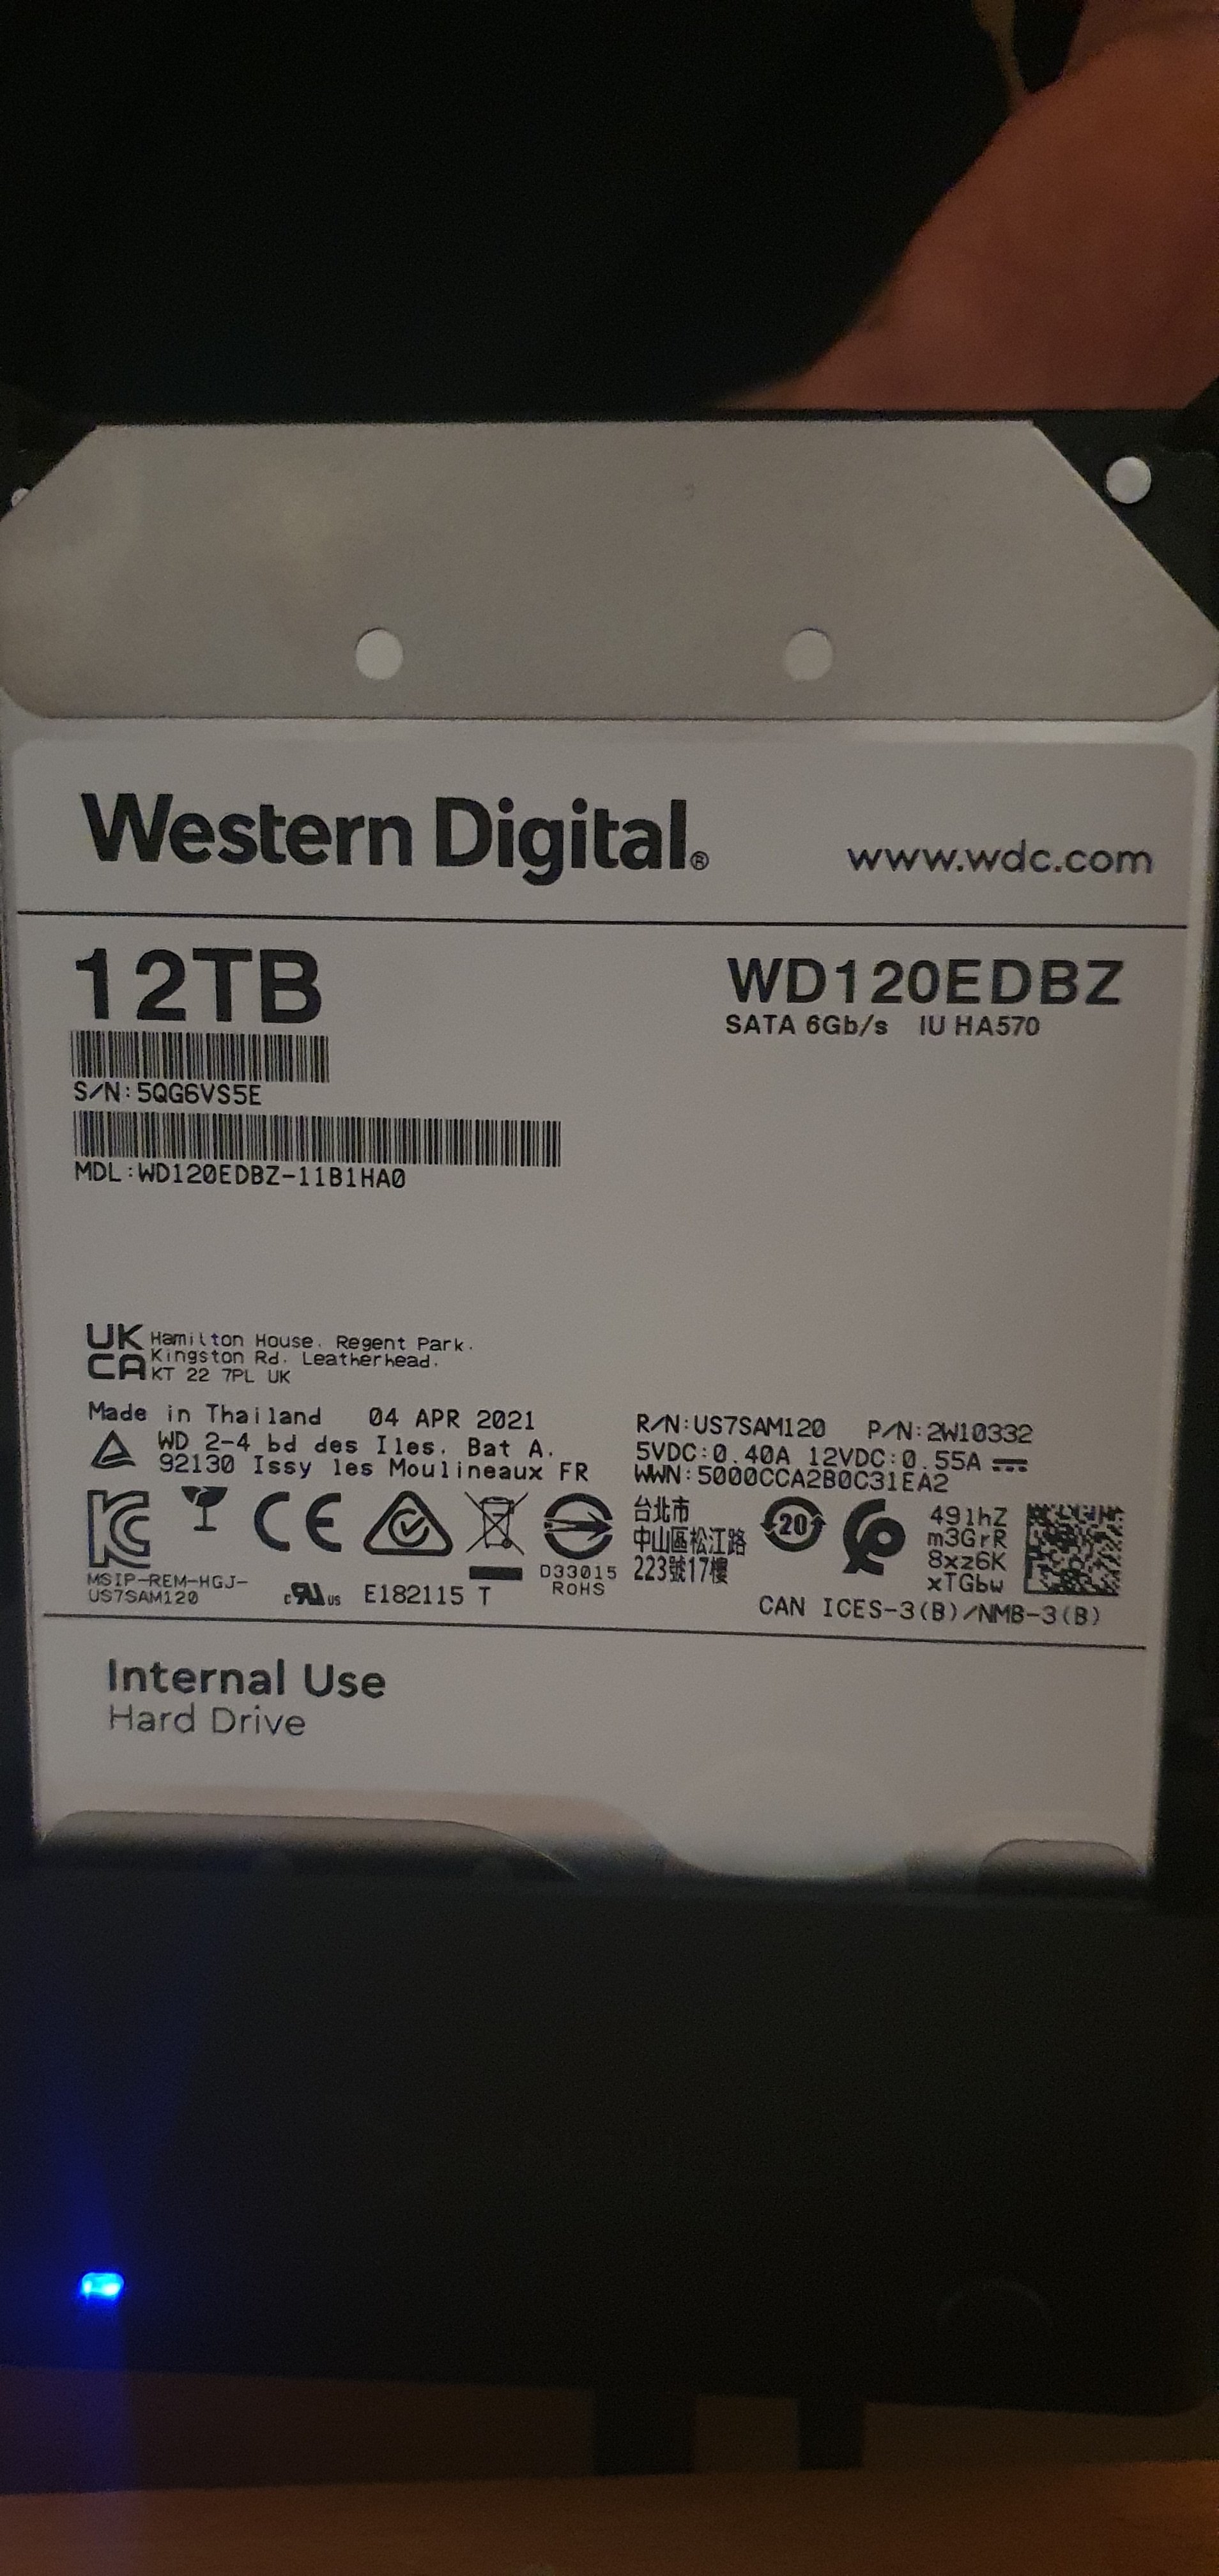 Western Digital®
www.wdc.com
12TB
WD120EDBZ
SATA 6Gb/s IU HA570
S/N:5QG6VS5E
MDL:WD120EDBZ-11B1HA0
UK
CA
Hamilton House. Regent Park.
Kingston Rd. Leatherhead.
KT 22 7PL UK
Made in Thailand 04 APR 2021
WD 2-4 bd des Iles. Bat A.
92130 Issy les Moulineaux FR
R/N:US7SAM120 P/N:2W10332
5VDC:0.40A 12VDC:0.55A
WWN:5000CCA2B0C31EA2
CE
MSIP-REM-HGJ-
US7SAM120
c RU us
E182115 T
D33015
ROHS
台北市
中山區松江路
223號17樓
20
491hZ
m3GrR
8xz6K
xTGbw
CAN ICES-3(B)/NMB-3(B)
Internal Use
Hard Drive